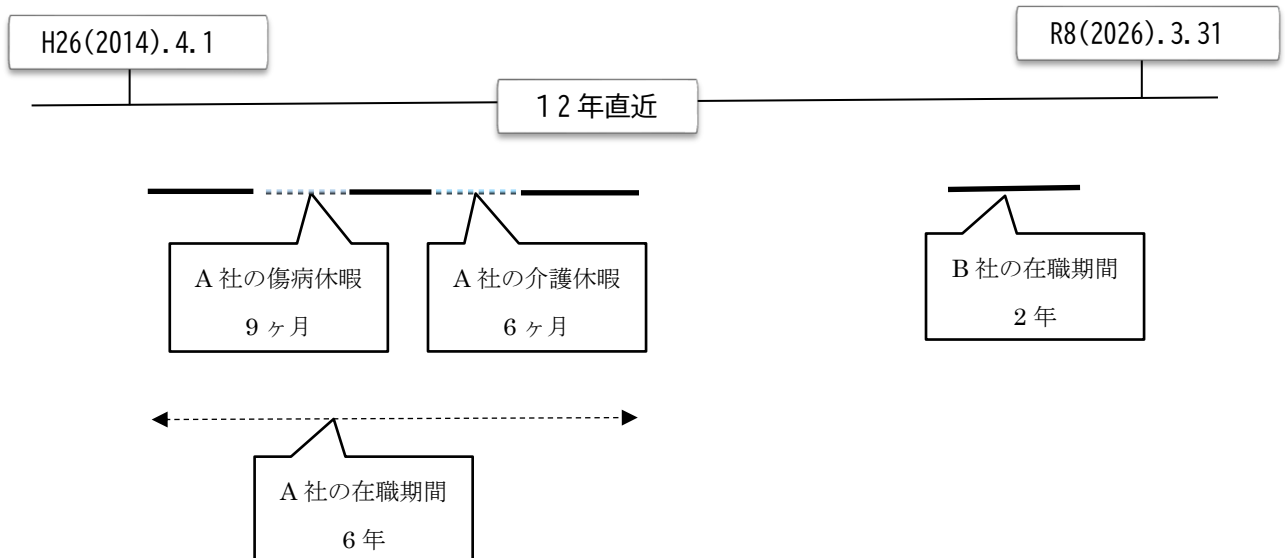 H26(2014).4.1
R8(2026).3.31
12年直近
A社の傷病休暇
9ヶ月
A社の介護休暇
6ヶ月
B社の在職期間
2年
A社の在職期間
6年